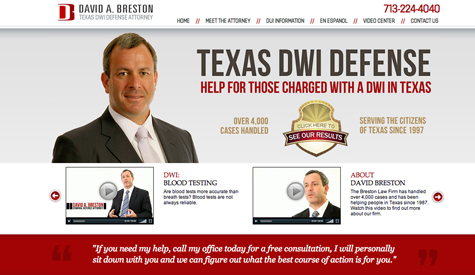 DAVID A. BRESTON
TEXAS DWI DEFENSE ATTORNEY
713-224-4040
HOME / MEET THE ATTORNEY / DUI INFORMATION / EN ESPANOL / VIDEO CENTER / CONTACT US
TEXAS DWI DEFENSE
HELP FOR THOSE CHARGED WITH A DWI IN TEXAS
OVER 4,000
CASES HANDLED
CLICK HERE TO
SEE OUR RESULTS
SERVING THE CITIZENS
OF TEXAS SINCE 1997
DWI:
BLOOD TESTING
Are blood tests more accurate than
breath tests? Blood tests are not
always reliable.
DAVID A. BRESTON
ABOUT
DAVID BRESTON
The Breston Law Firm has handled
over 4,000 cases and has been
helping people in Texas since 1997.
Watch this video to find out more
about our firm.
"If you need my help, call my office today for a free consultation, I will personally
sit down with you and we can figure out what the best course of action is for you."